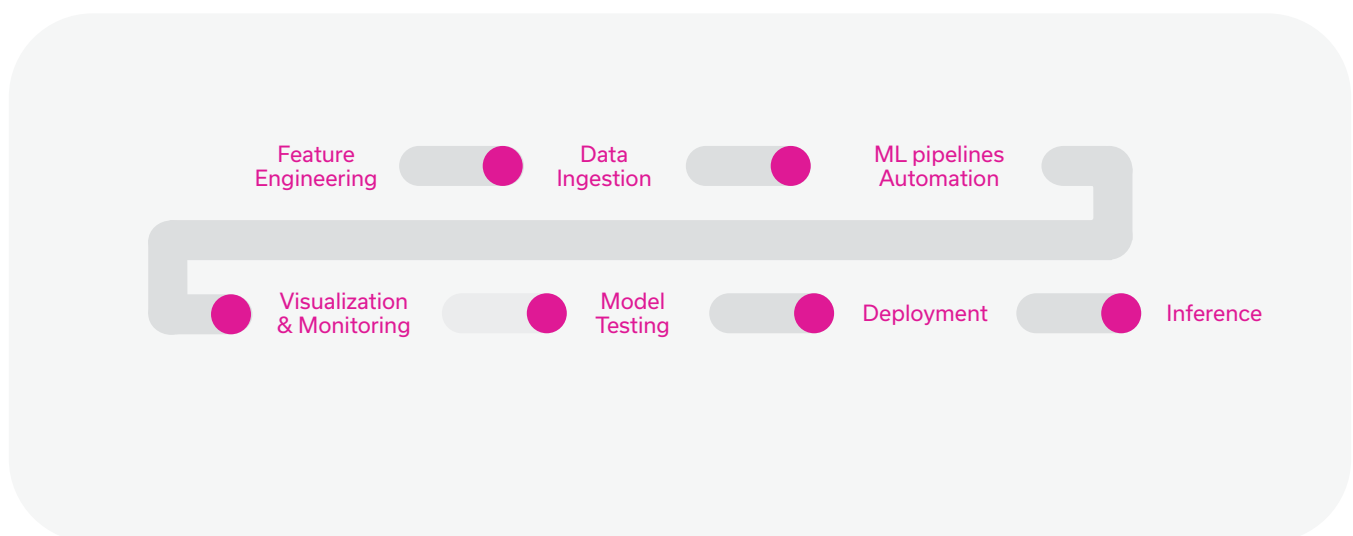 Feature
Engineering
Data
Ingestion
ML pipelines
Automation
Visualization
& Monitoring
Model
Testing
Deployment
Inference